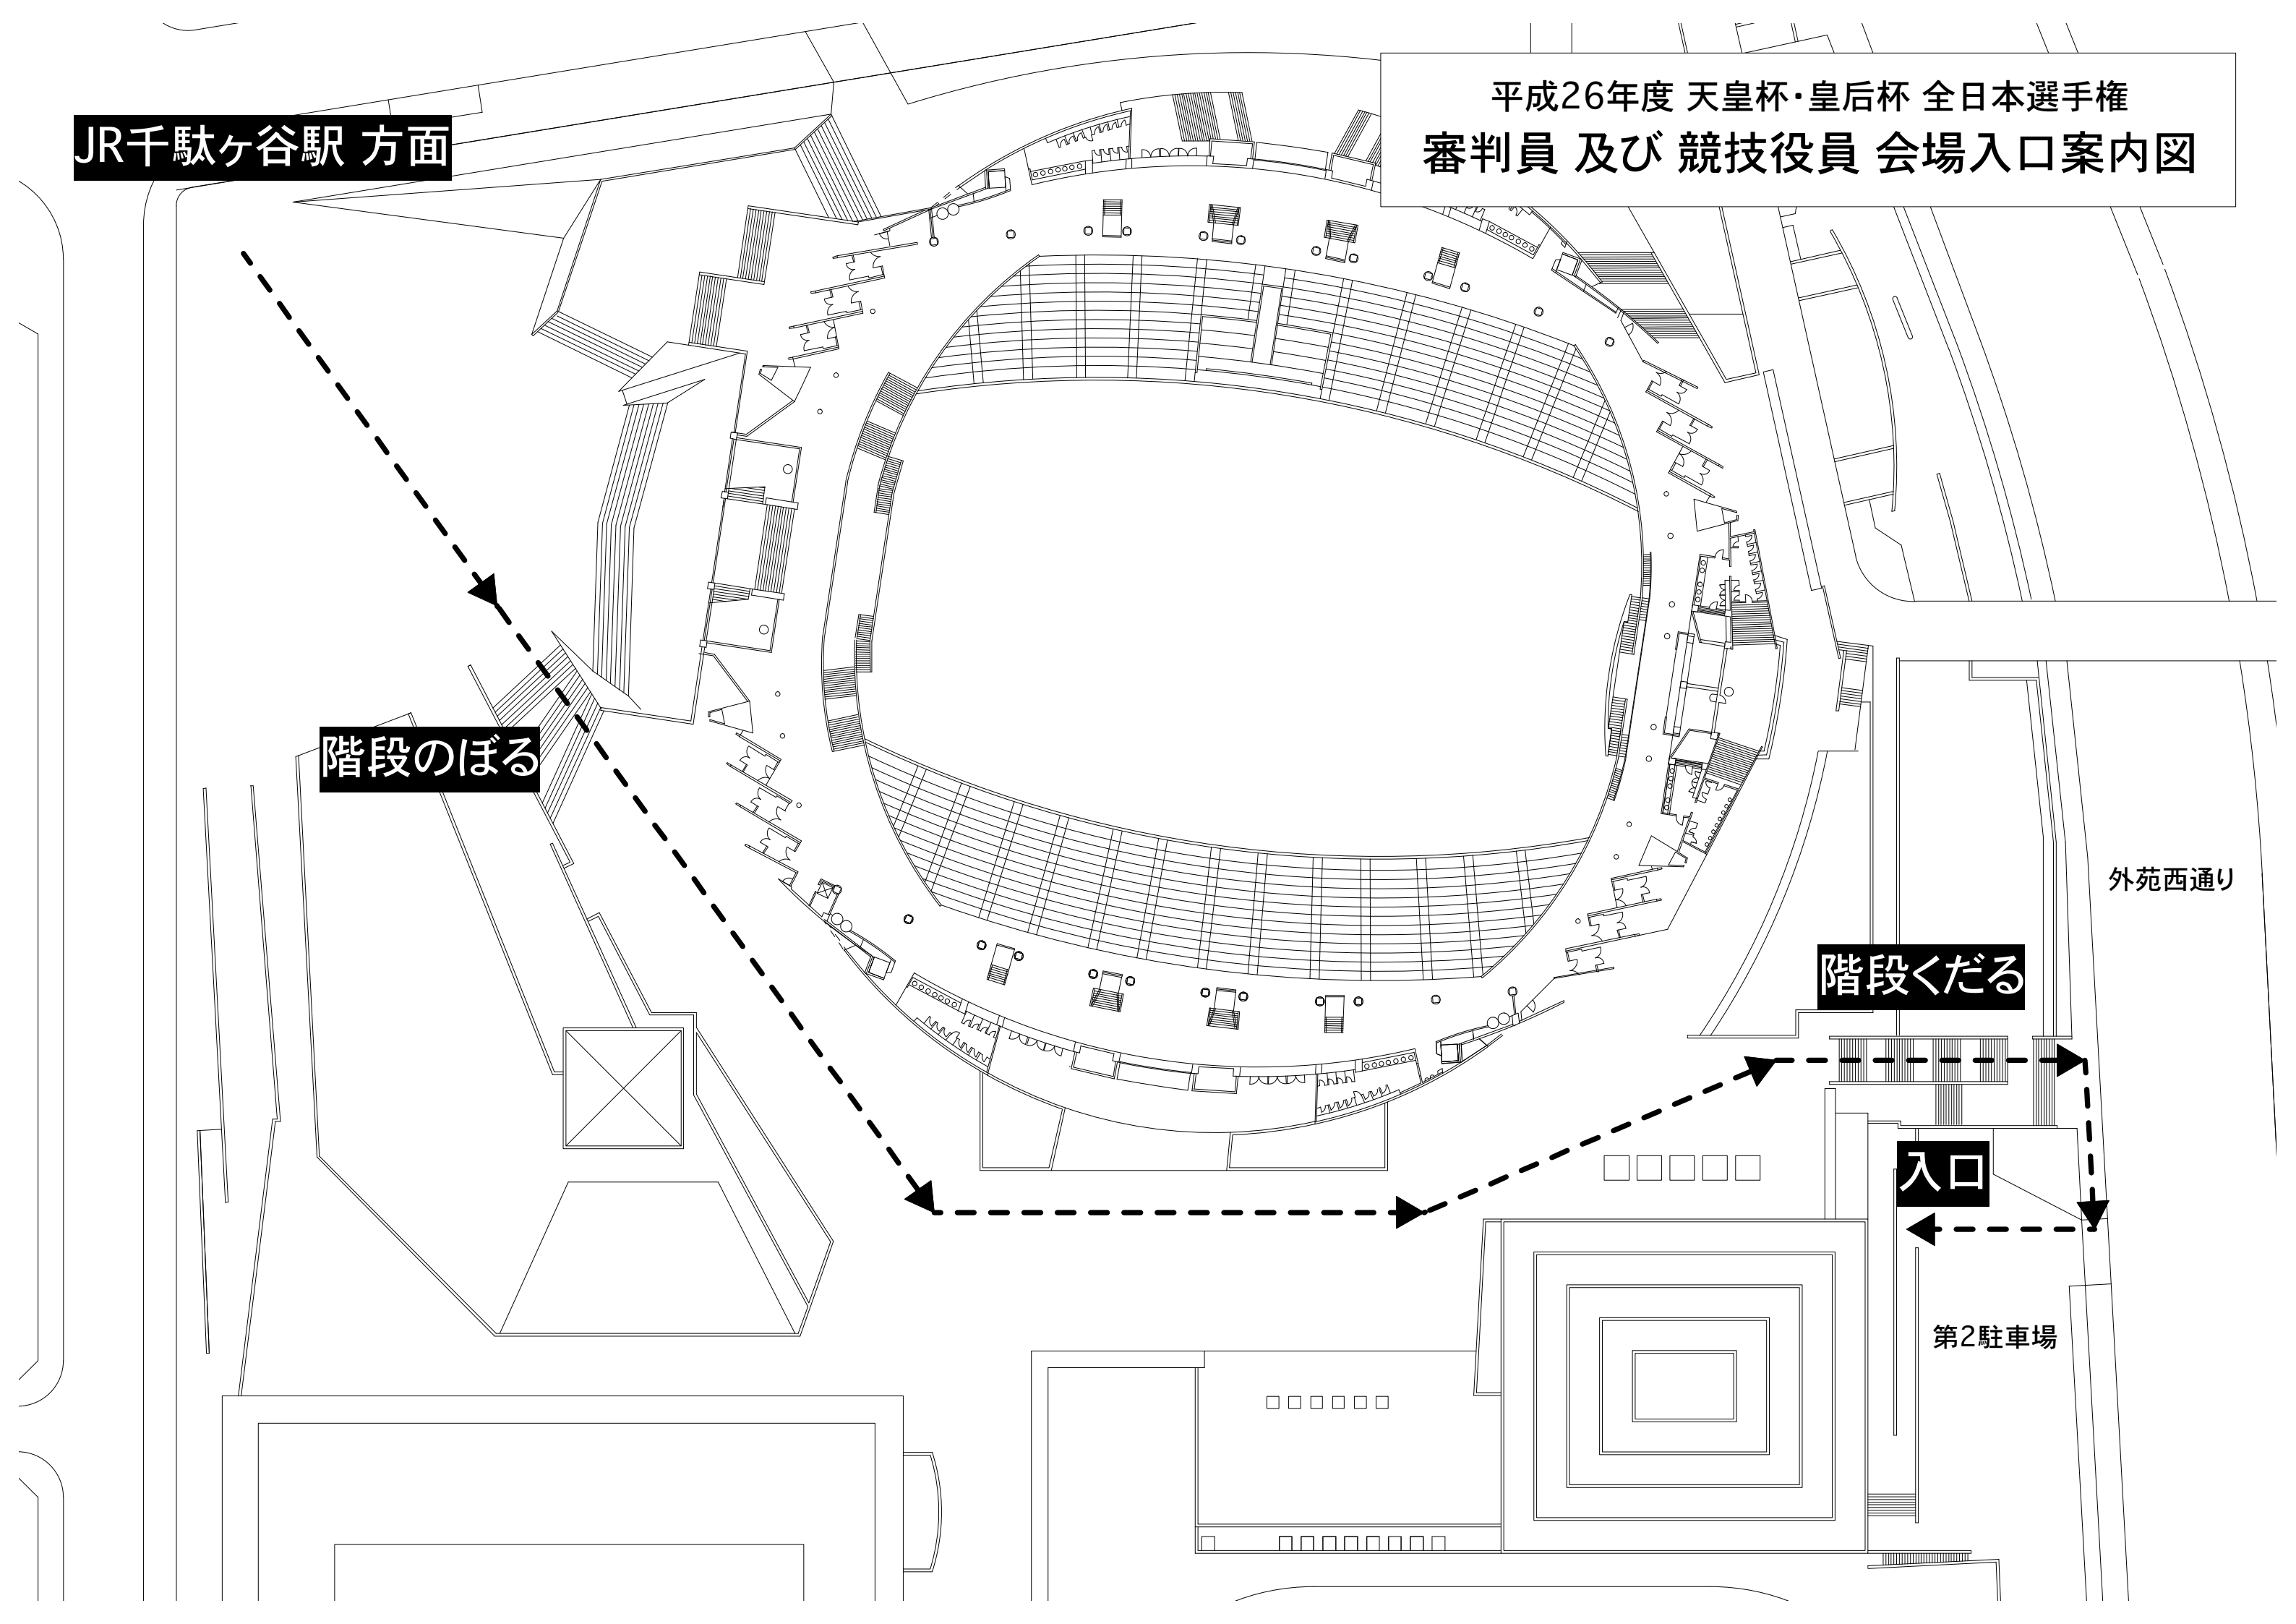 平成26年度 天皇杯・皇后杯 全日本選手権
審判員 及び 競技役員 会場入口案内図
JR千駄ヶ谷駅 方面
階段のぼる
外苑西通り
階段くだる
入口
第2駐車場